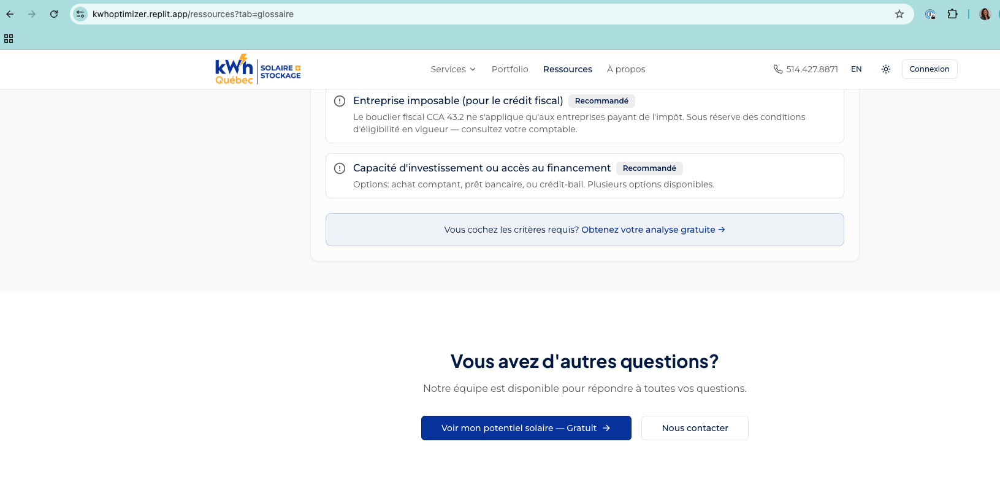 kwhoptimizer.replit.app/ressources?tab=glossaire
kWh Québec
SOLAIRE + STOCKAGE
Services
Portfolio
Ressources
À propos
514.427.8871
EN
Connexion
Entreprise imposable (pour le crédit fiscal)
Recommandé
Le bouclier fiscal CCA 43.2 ne s'applique qu'aux entreprises payant de l'impôt. Sous réserve des conditions
d'éligibilité en vigueur — consultez votre comptable.
Capacité d'investissement ou accès au financement
Recommandé
Options: achat comptant, prêt bancaire, ou crédit-bail. Plusieurs options disponibles.
Vous cochez les critères requis? Obtenez votre analyse gratuite →
Vous avez d'autres questions?
Notre équipe est disponible pour répondre à toutes vos questions.
Voir mon potentiel solaire — Gratuit →
Nous contacter